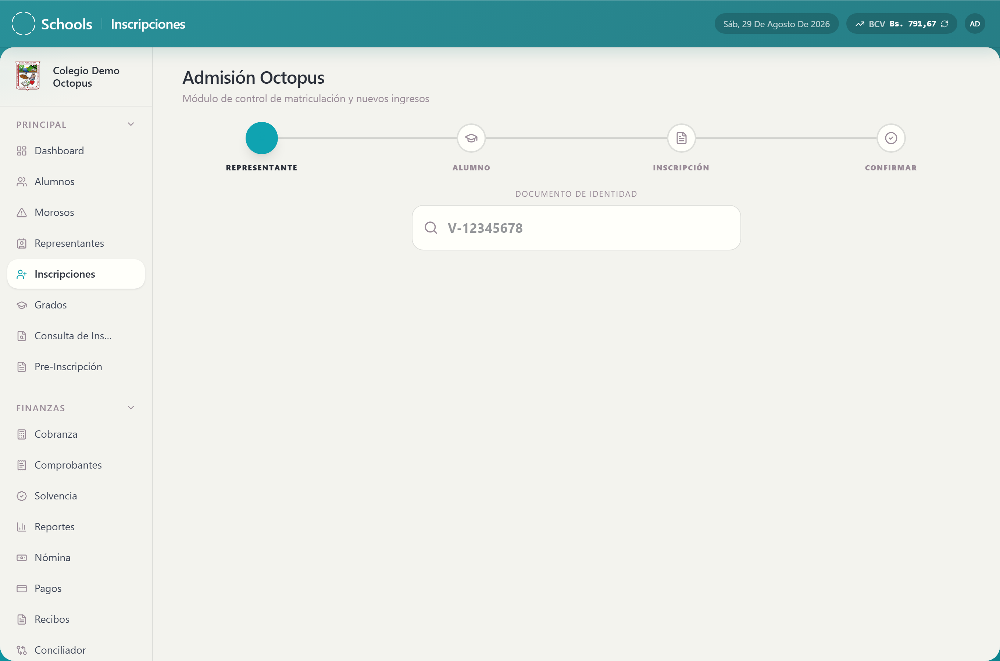 Schools
Inscripciones
Sáb, 29 De Agosto De 2026
BCV Bs. 791,67
AD
Colegio Demo
Octopus
PRINCIPAL
Dashboard
Alumnos
Morosos
Representantes
Inscripciones
Grados
Consulta de Ins...
Pre-Inscripción
FINANZAS
Cobranza
Comprobantes
Solvencia
Reportes
Nómina
Pagos
Recibos
Conciliador
Admisión Octopus
Módulo de control de matriculación y nuevos ingresos
REPRESENTANTE
ALUMNO
INSCRIPCIÓN
CONFIRMAR
DOCUMENTO DE IDENTIDAD
V-12345678